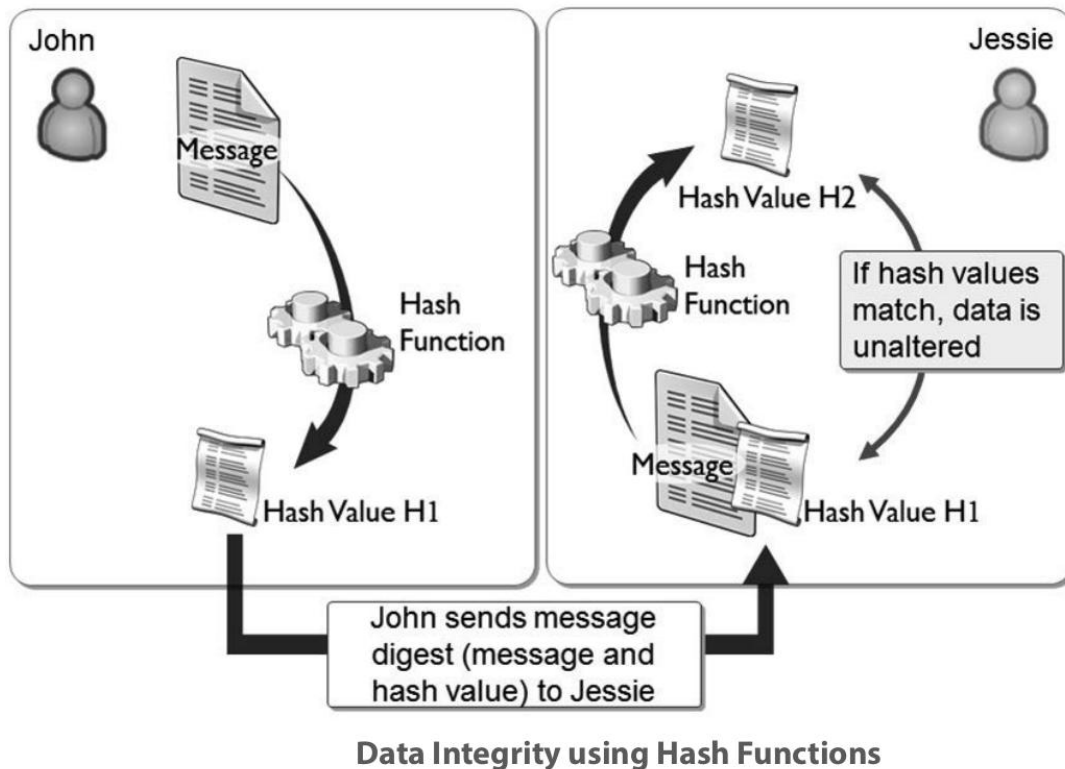 John
Message
Hash
Function
Hash Value H1
Jessie
Hash Value H2
Hash
Function
If hash values
match, data is
unaltered
Message
Hash Value H1
John sends message
digest (message and
hash value) to Jessie
Data Integrity using Hash Functions